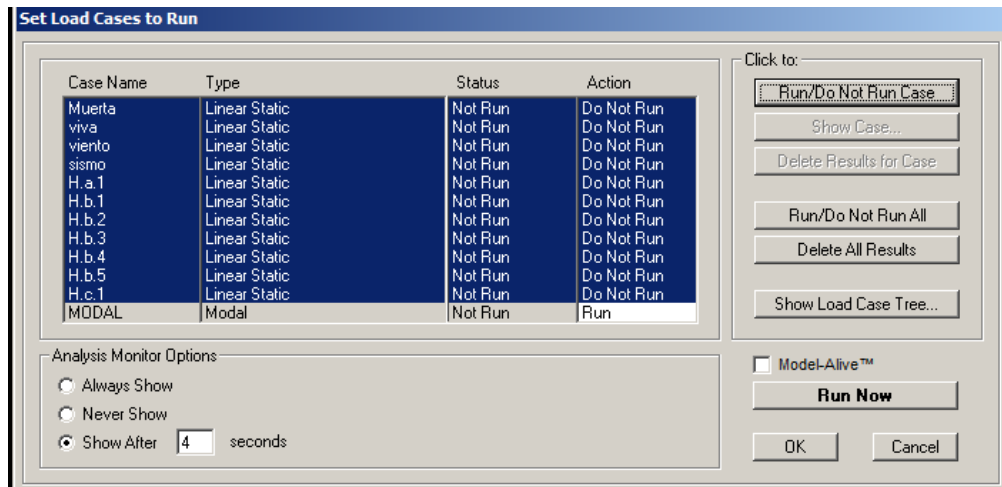 Set Load Cases to Run
Case Name Type Status Action
Muerta Linear Static Not Run Do Not Run
viva Linear Static Not Run Do Not Run
viento Linear Static Not Run Do Not Run
sismo Linear Static Not Run Do Not Run
H.a.1 Linear Static Not Run Do Not Run
H.b.1 Linear Static Not Run Do Not Run
H.b.2 Linear Static Not Run Do Not Run
H.b.3 Linear Static Not Run Do Not Run
H.b.4 Linear Static Not Run Do Not Run
H.b.5 Linear Static Not Run Do Not Run
H.c.1 Linear Static Not Run Do Not Run
MODAL Modal Not Run Run
Click to:
Run/Do Not Run Case
Show Case...
Delete Results for Case
Run/Do Not Run All
Delete All Results
Show Load Case Tree...
Analysis Monitor Options
Always Show
Never Show
Show After 4 seconds
Model-Alive™
Run Now
OK Cancel